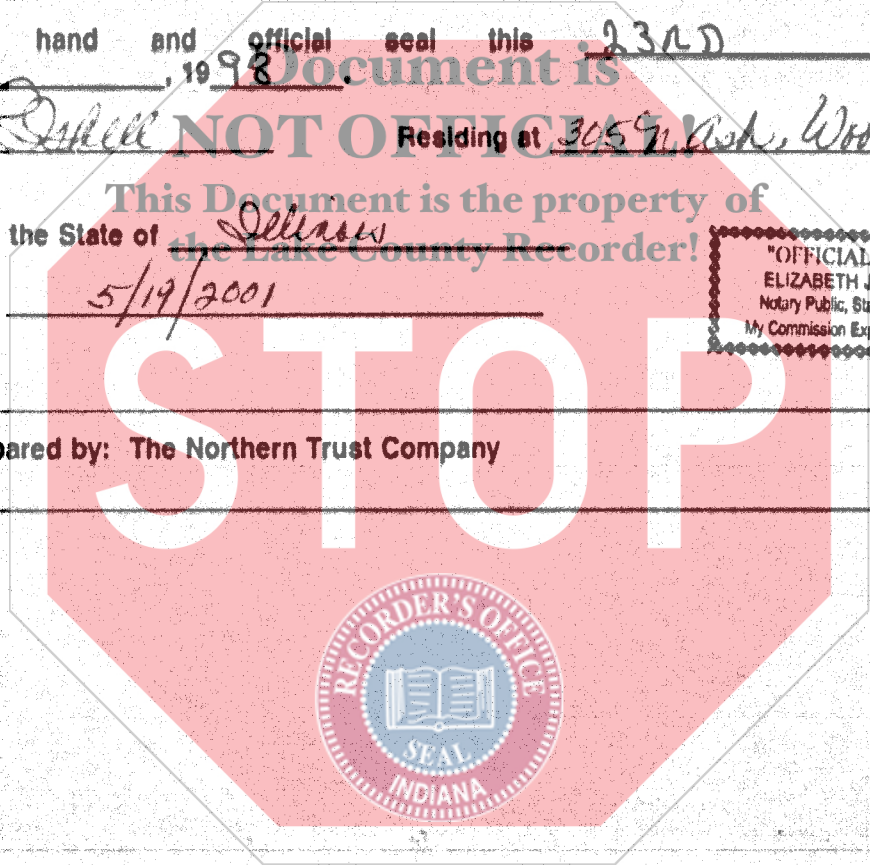 hand and official seal this 23RD
, 1998.
Document is
NOT OFFICIAL!
Residing at 305 N. Ash,
This Document is the property of
the Lake County Recorder!
the State of Illinois
5/19/2001
"OFFICIAL
ELIZABETH J
Notary Public, Sta
My Commission Exp
STOP
pared by: The Northern Trust Company
RECORDER'S OFFICE
SEAL
INDIANA